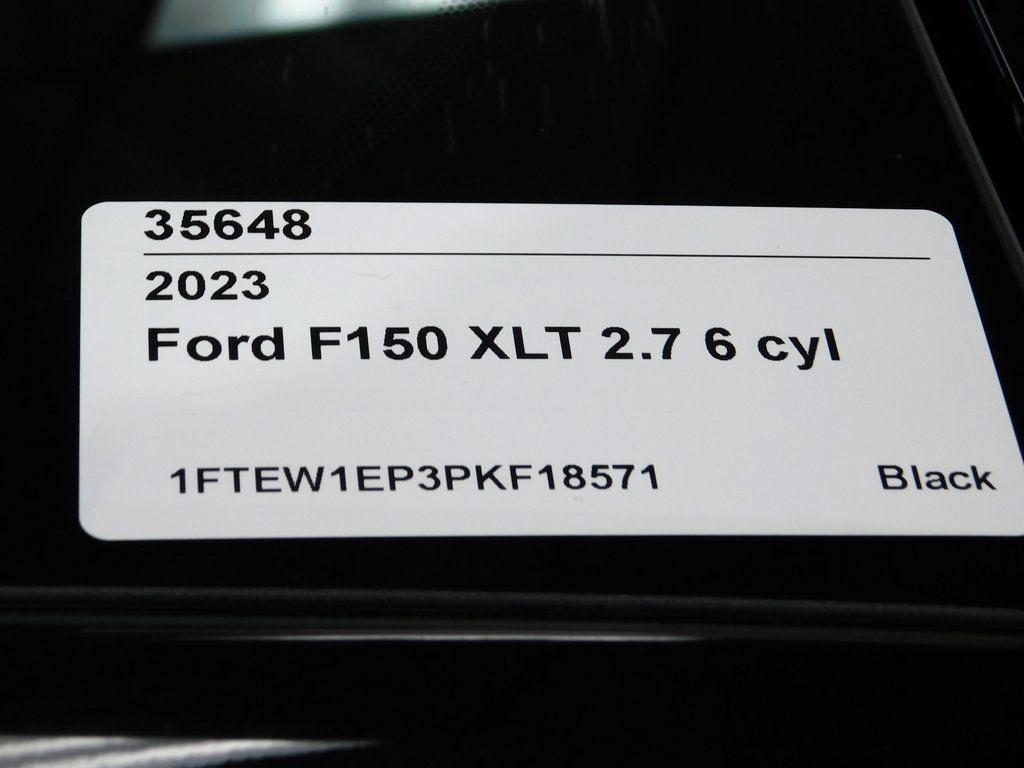 35648
2023
Ford F150 XLT 2.7 6 cyl
1FTEW1EP3PKF18571 Black